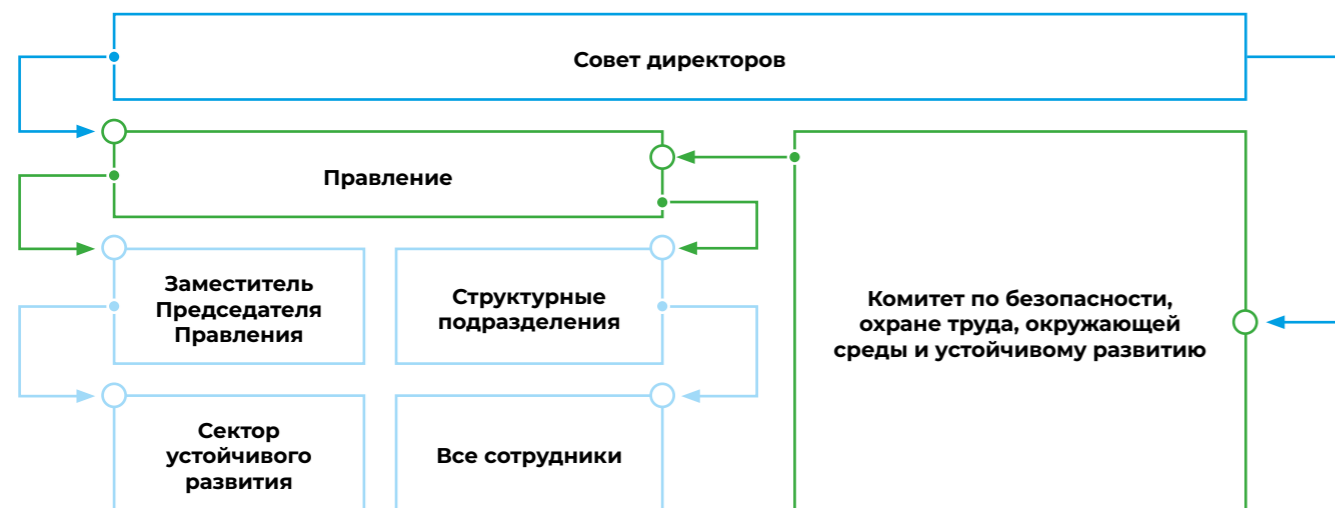 Совет директоров
Правление
Заместитель
Председателя
Правления
Структурные
подразделения
Комитет по безопасности,
охране труда, окружающей
среды и устойчивому развитию
Сектор
устойчивого
развития
Все сотрудники